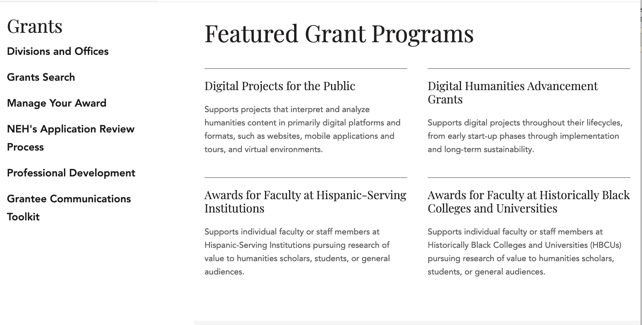 Grants
Divisions and Offices
Grants Search
Manage Your Award
NEH's Application Review
Process
Professional Development
Grantee Communications
Toolkit
Featured Grant Programs
Digital Projects for the Public
Supports projects that interpret and analyze
humanities content in primarily digital platforms and
formats, such as websites, mobile applications and
tours, and virtual environments.
Digital Humanities Advancement
Grants
Supports digital projects throughout their lifecycles,
from early start-up phases through implementation
and long-term sustainability.
Awards for Faculty at Hispanic-Serving
Institutions
Supports individual faculty or staff members at
Hispanic-Serving Institutions pursuing research of
value to humanities scholars, students, or general
audiences.
Awards for Faculty at Historically Black
Colleges and Universities
Supports individual faculty or staff members at
Historically Black Colleges and Universities (HBCUs)
pursuing research of value to humanities scholars,
students, or general audiences.